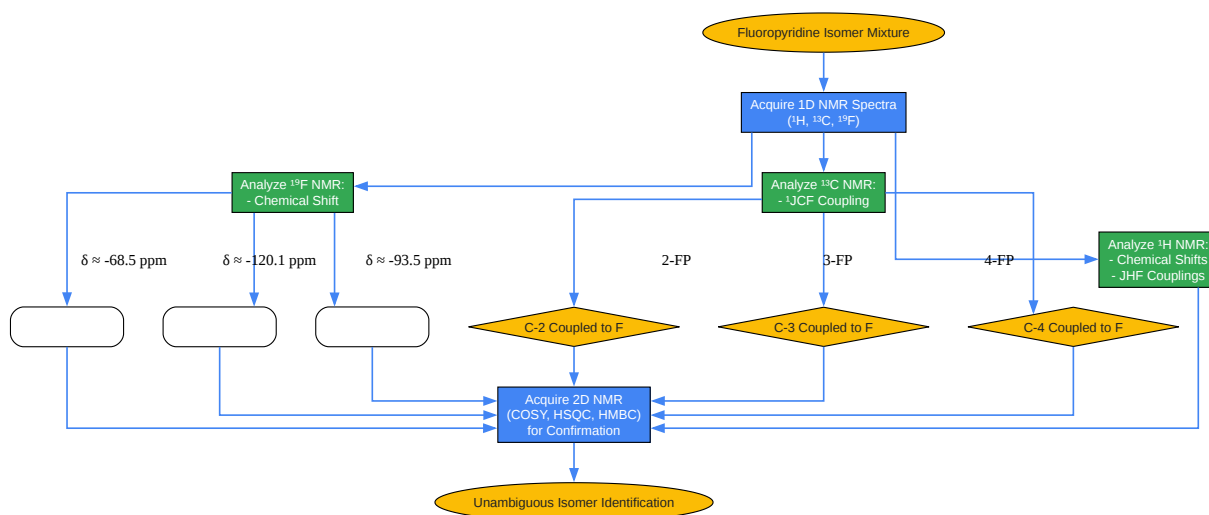 Fluoropyridine Isomer Mixture
Acquire 1D NMR Spectra
(¹H, ¹³C, ¹⁹F)
Analyze ¹⁹F NMR:
- Chemical Shift
Analyze ¹³C NMR:
- ¹JCF Coupling
Analyze ¹H NMR:
- Chemical Shifts
- JHF Couplings
δ ≈ -68.5 ppm
δ ≈ -120.1 ppm
δ ≈ -93.5 ppm
2-FP
3-FP
4-FP
C-2 Coupled to F
C-3 Coupled to F
C-4 Coupled to F
Acquire 2D NMR
(COSY, HSQC, HMBC)
for Confirmation
Unambiguous Isomer Identification